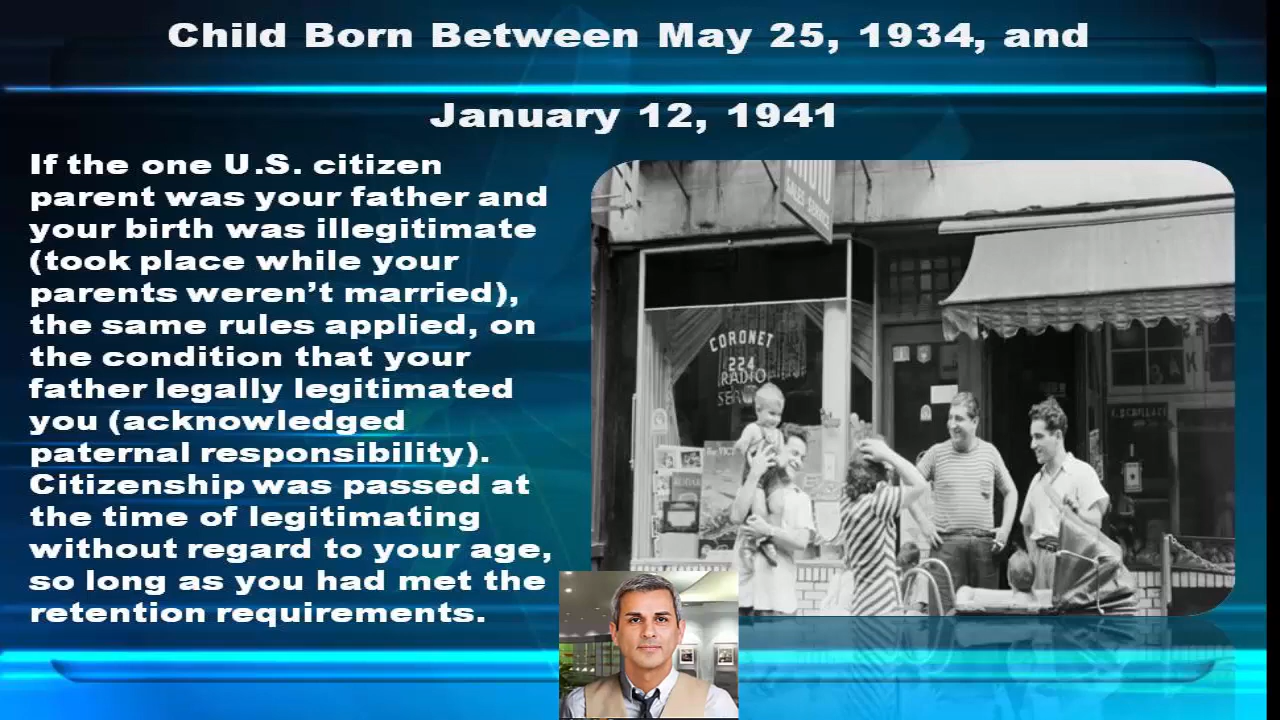 Child Born Between May 25, 1934, and
January 12, 1941
If the one U.S. citizen
parent was your father and
your birth was illegitimate
(took place while your
parents weren’t married),
the same rules applied, on
the condition that your
father legally legitimated
you (acknowledged
paternal responsibility).
Citizenship was passed at
the time of legitimating
without regard to your age,
so long as you had met the
retention requirements.
SALES SERVICE
CORONET
224
RADIO